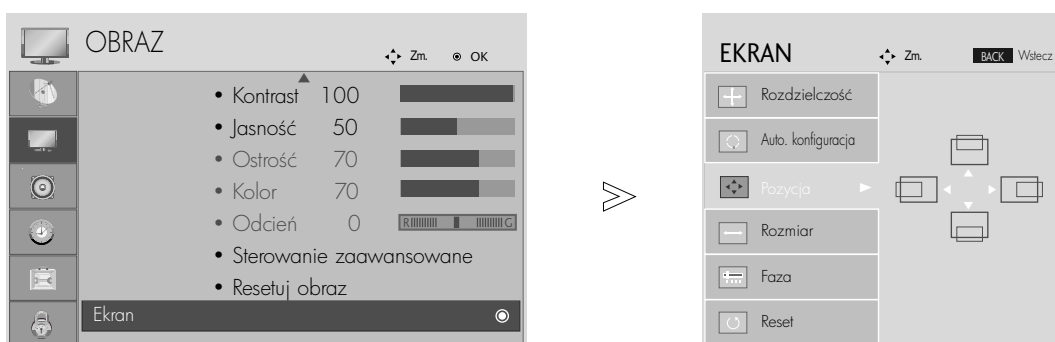 OBRAZ
Zm. OK
• Kontrast 100
• Jasność 50
• Ostrość 70
• Kolor 70
• Odcień 0 R G
• Sterowanie zaawansowane
• Resetuj obraz
Ekran
EKRAN
Zm. BACK Wstecz
Rozdzielczość
Auto. konfiguracja
Pozycja
Rozmiar
Faza
Reset